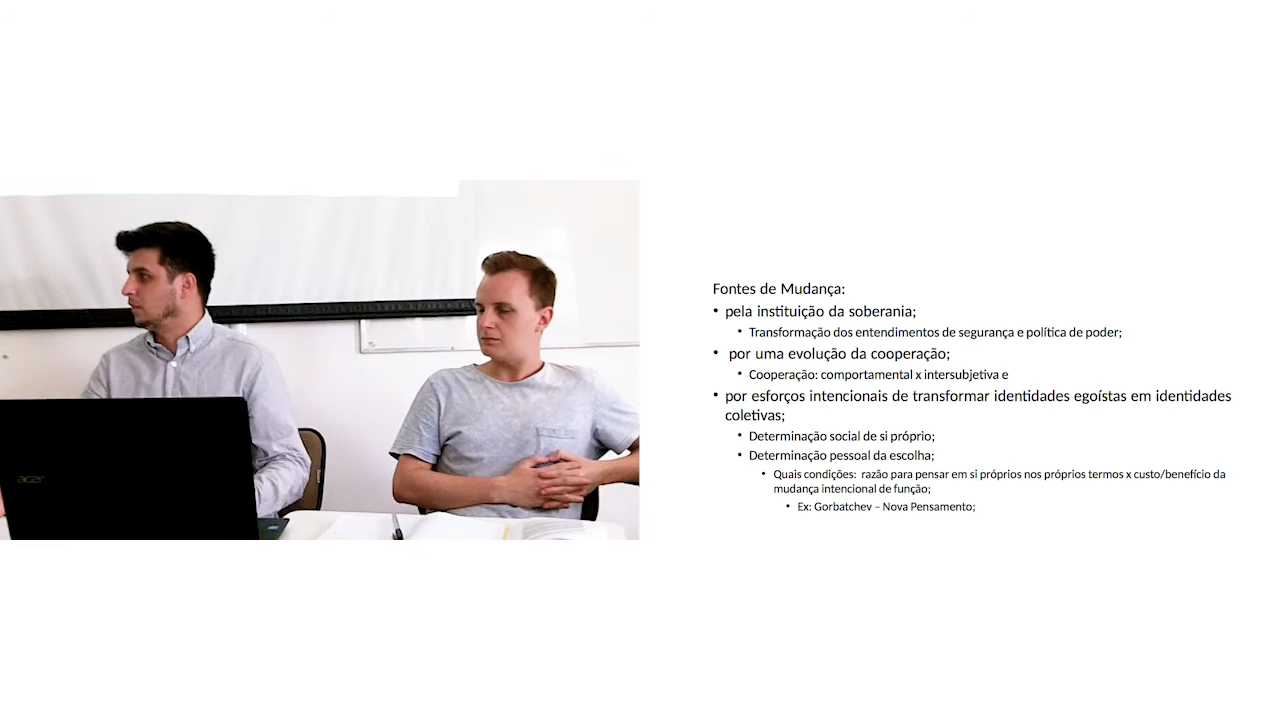 acer
Fontes de Mudança:
• pela instituição da soberania;
• Transformação dos entendimentos de segurança e política de poder;
• por uma evolução da cooperação;
• Cooperação: comportamental x intersubjetiva e
• por esforços intencionais de transformar identidades egoístas em identidades
coletivas;
• Determinação social de si próprio;
• Determinação pessoal da escolha;
• Quais condições: razão para pensar em si próprios nos próprios termos x custo/benefício da
mudança intencional de função;
• Ex: Gorbatchev – Nova Pensamento;